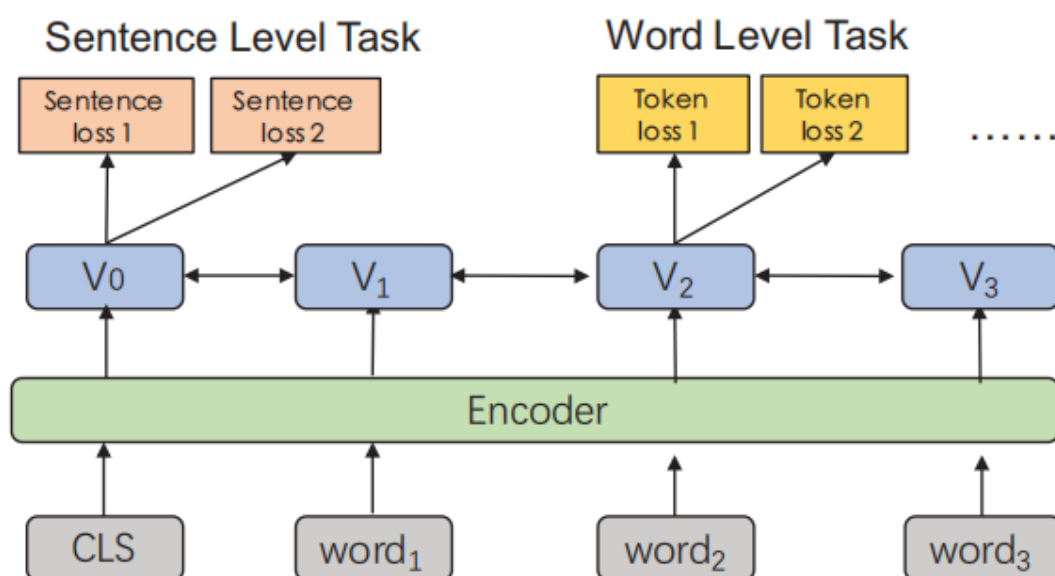 Sentence Level Task
Word Level Task
Sentence
loss 1
Sentence
loss 2
Token
loss 1
Token
loss 2
......
V0
V₁
V₂
V₃
Encoder
CLS
word₁
word₂
word₃